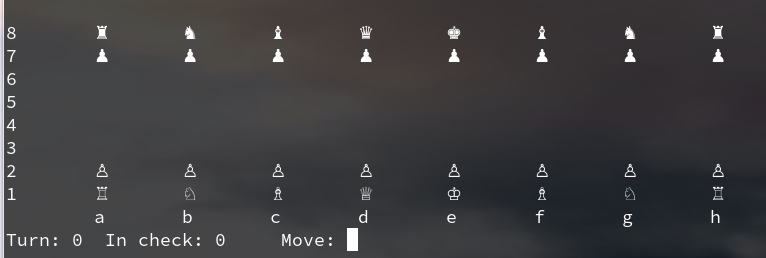 8 ♜ ♞ ♝ ♛ ♚ ♝ ♞ ♜
7 ♟ ♟ ♟ ♟ ♟ ♟ ♟ ♟
6
5
4
3
2 ♙ ♙ ♙ ♙ ♙ ♙ ♙ ♙
1 ♖ ♘ ♗ ♕ ♔ ♗ ♘ ♖
a b c d e f g h
Turn: 0 In check: 0 Move: